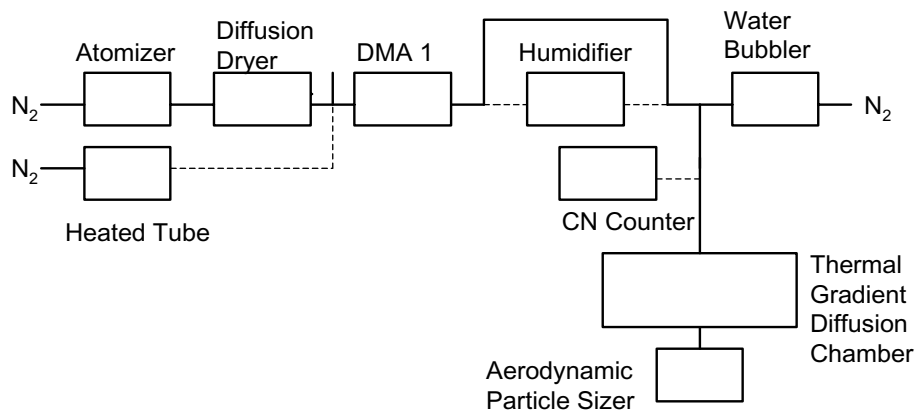 Atomizer
Diffusion
Dryer
DMA 1
Humidifier
Water
Bubbler
N2
N2
N2
Heated Tube
CN Counter
Thermal
Gradient
Diffusion
Chamber
Aerodynamic
Particle Sizer